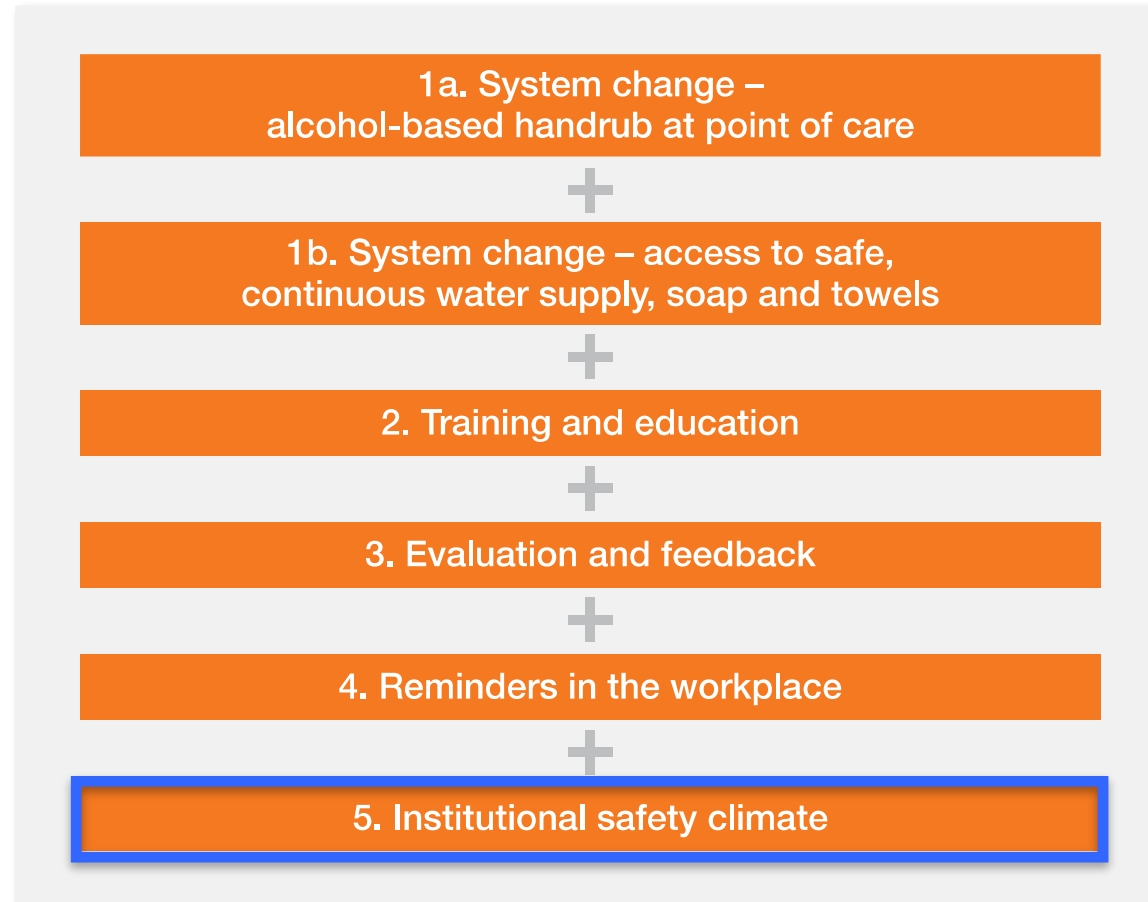 1a. System change –
alcohol-based handrub at point of care
+
1b. System change – access to safe,
continuous water supply, soap and towels
+
2. Training and education
+
3. Evaluation and feedback
+
4. Reminders in the workplace
+
5. Institutional safety climate